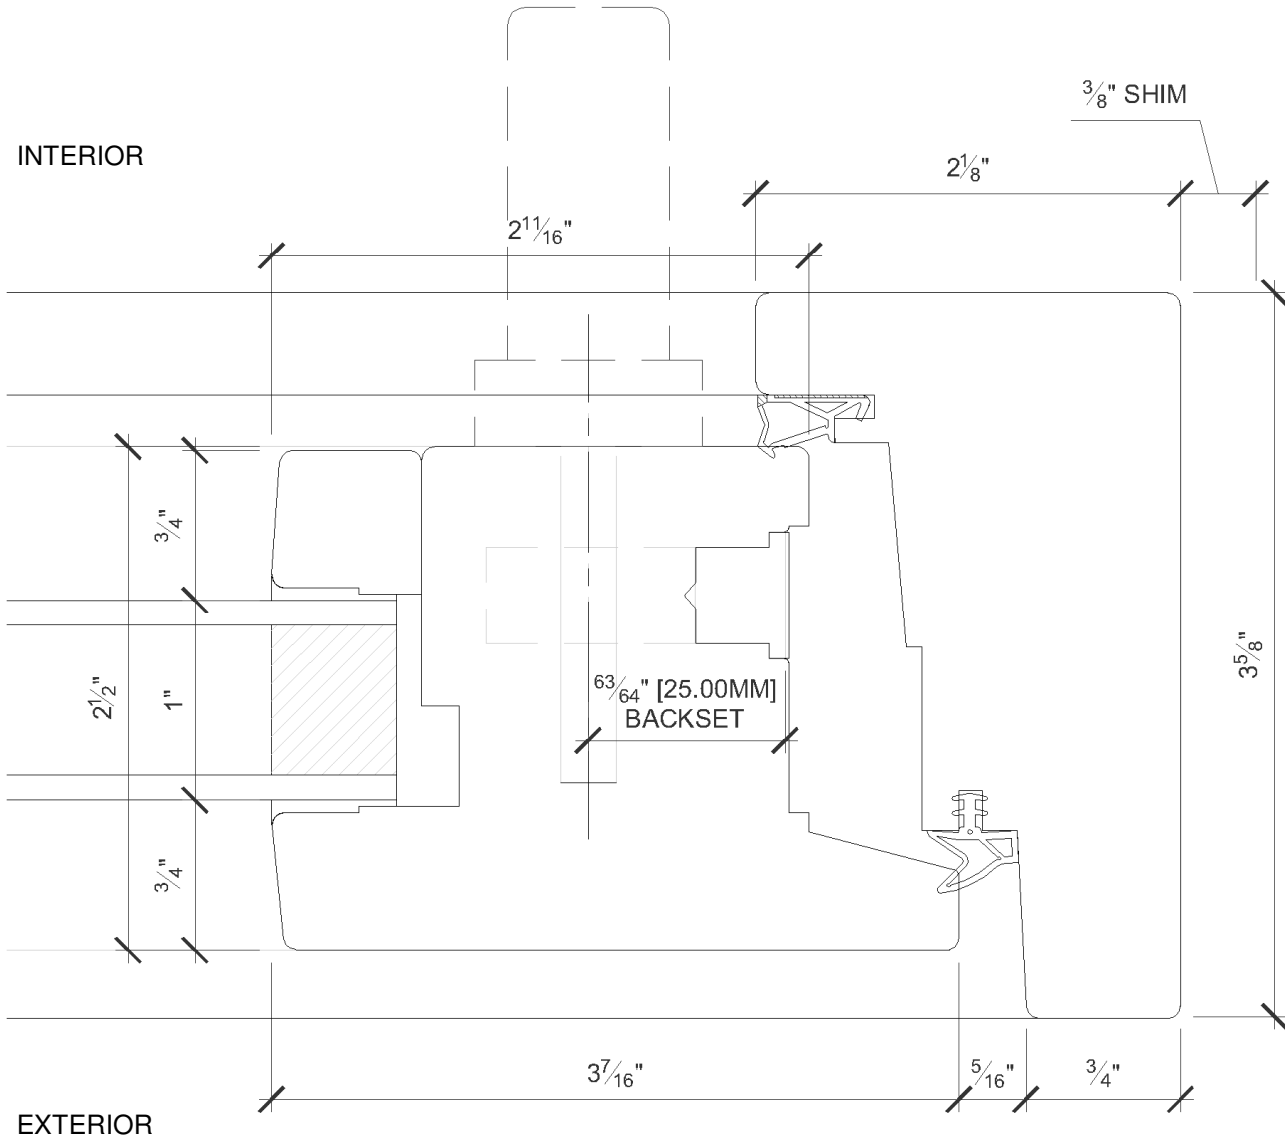 3/8" SHIM
INTERIOR
2 1/8"
2 11/16"
3/4"
3 5/8"
2 1/2"
1"
63/64" [25.00MM]
BACKSET
3/4"
3 7/16"
5/16"
3/4"
EXTERIOR